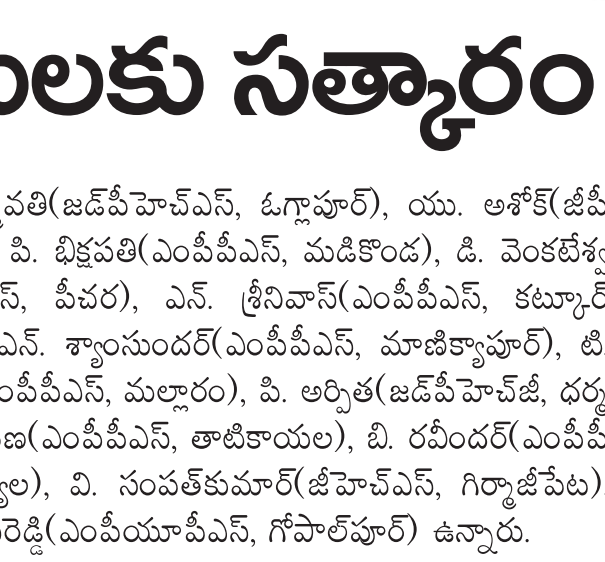 లకు సత్కారం
వతి(జడ్‌పీహెచ్‌ఎస్, ఓగ్లాపూర్), యు. అశోక్(జీపీ
పి. భిక్షపతి(ఎంపీపీఎస్, మడికొండ), డి. వెంకటేశ్వ
స్, పీచర), ఎన్. శ్రీనివాస్(ఎంపీపీఎస్, కట్కూర్
ఎన్. శ్యాంసుందర్(ఎంపీపీఎస్, మాణిక్యాపూర్), టి.
ంపీపీఎస్, మల్లారం), పి. అర్పిత(జడ్‌పీహెచ్‌జీ, ధర్మ
ణ(ఎంపీపీఎస్, తాటికాయల), బి. రవీందర్(ఎంపీపీ
్యాల), వి. సంపత్‌కుమార్(జీహెచ్‌ఎస్, గిర్మాజీపేట)
రెడ్డి(ఎంపీయూపీఎస్, గోపాల్‌పూర్) ఉన్నారు.